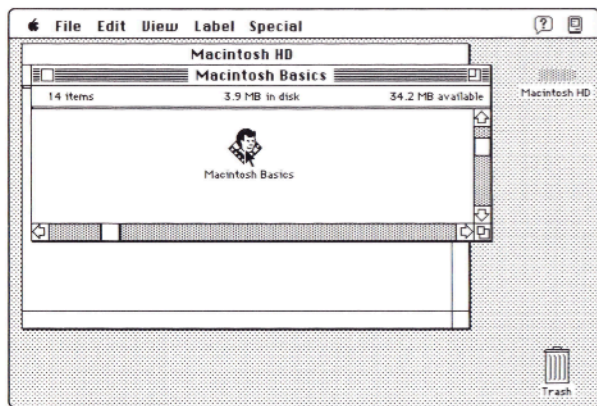 File Edit View Label Special
Macintosh HD
Macintosh Basics
14 items 3.9 MB in disk 34.2 MB available
Macintosh HD
Macintosh Basics
Trash